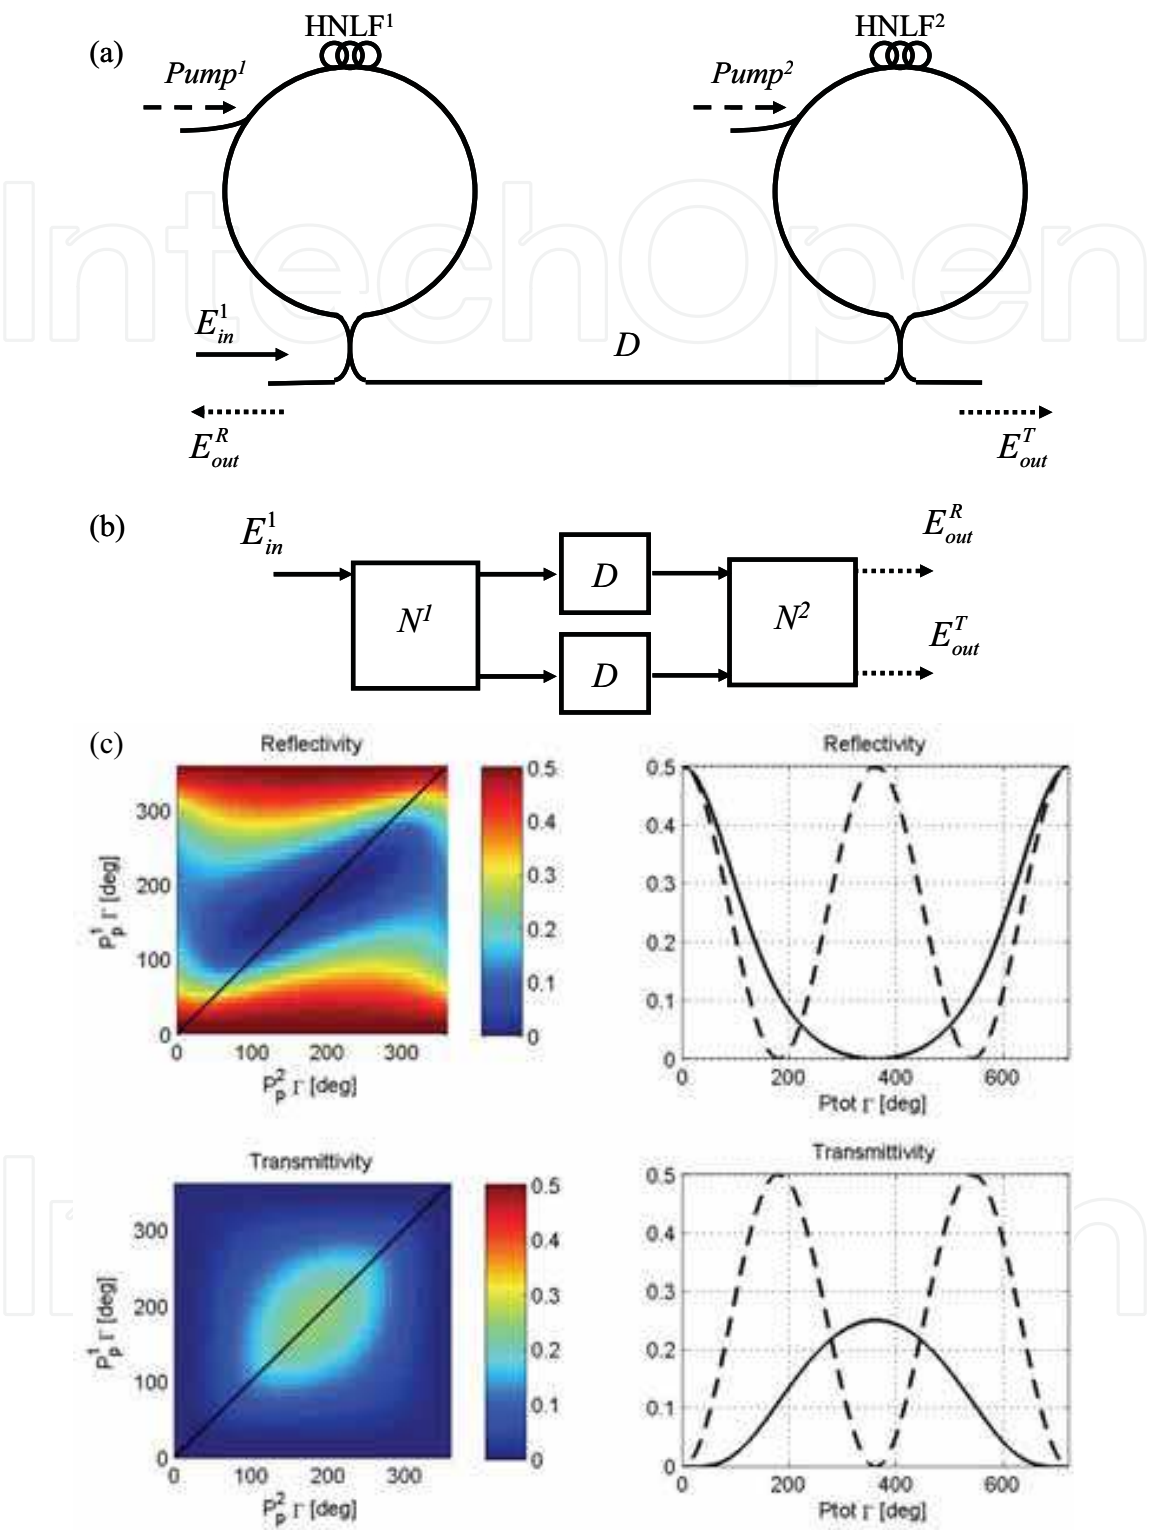 (a)
HNLF¹
HNLF²
Pump¹
Pump²
E¹in
D
E^R out
E^T out
(b)
E¹in
N¹
D
D
N²
E^R out
E^T out
(c)
Reflectivity
300
200
100
0
0 100 200 300
P¹p Γ [deg]
P²p Γ [deg]
0.5
0.4
0.3
0.2
0.1
0
Reflectivity
0.5
0.4
0.3
0.2
0.1
0
0 200 400 600
Ptot Γ [deg]
Transmittivity
300
200
100
0
0 100 200 300
P¹p Γ [deg]
P²p Γ [deg]
0.5
0.4
0.3
0.2
0.1
0
Transmittivity
0.5
0.4
0.3
0.2
0.1
0
0 200 400 600
Ptot Γ [deg]
IntechOpen